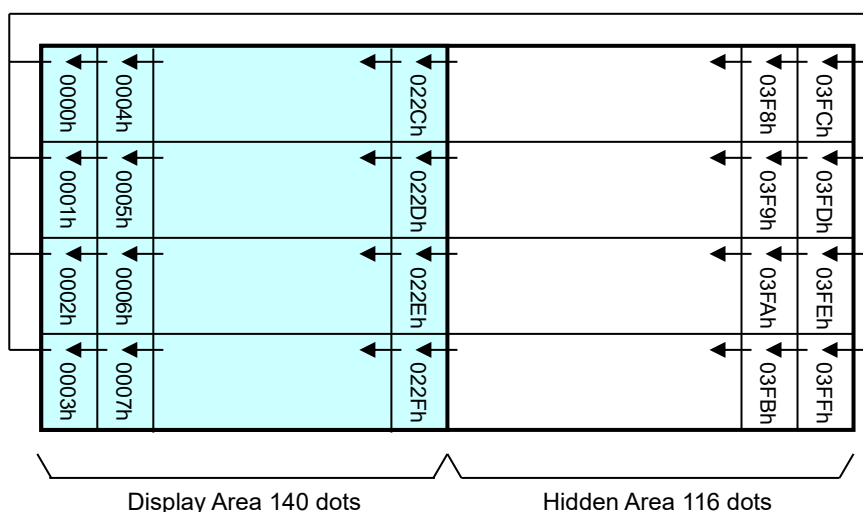 0000h 0004h 022Ch 03F8h 03FCh
0001h 0005h 022Dh 03F9h 03FDh
0002h 0006h 022Eh 03FAh 03FEh
0003h 0007h 022Fh 03FBh 03FFh
Display Area 140 dots Hidden Area 116 dots